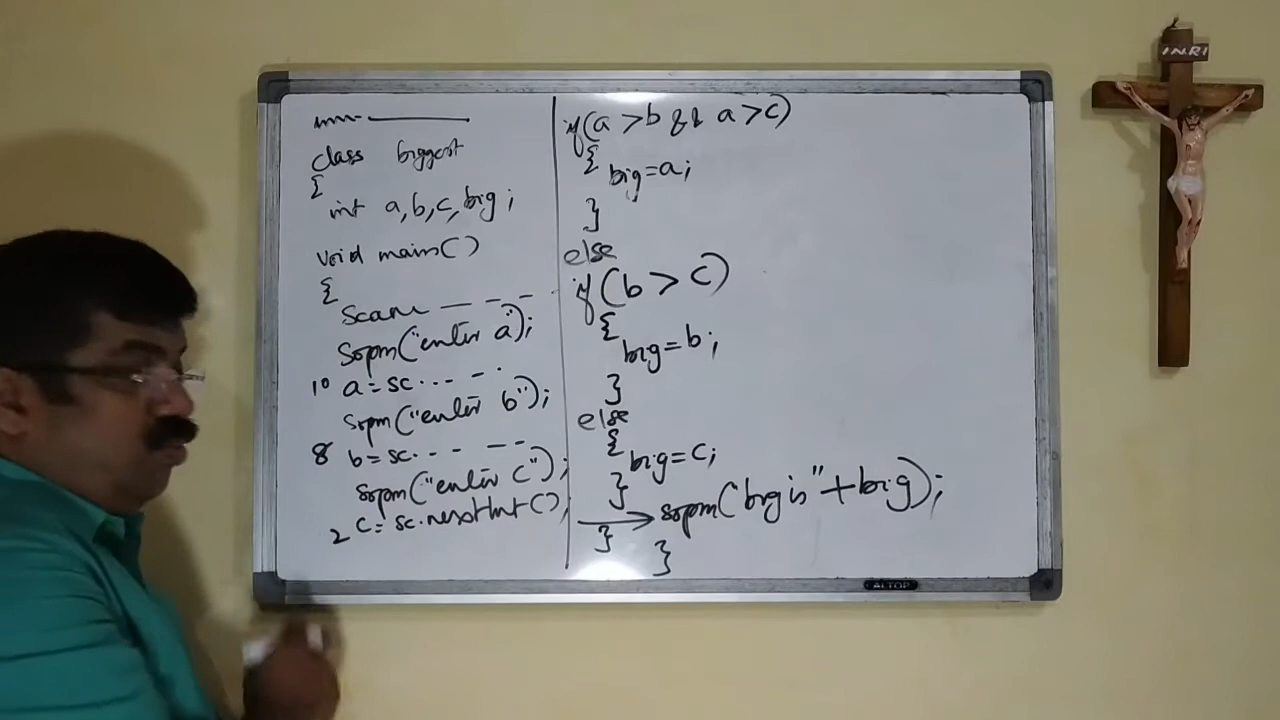 class biggest
{
int a,b,c,big;
void main()
{
Scann
Sopm("enter a");
10 a=sc...
Sopm("enter b");
8 b=sc...
Sopm("enter c");
2 c=sc.nextInt();
if(a>b && a>c)
{
big=a;
}
else
if(b>c)
{
big=b;
}
else
{
big=c;
}
sopm("big is"+big);
}
}
INRI
ALTOP